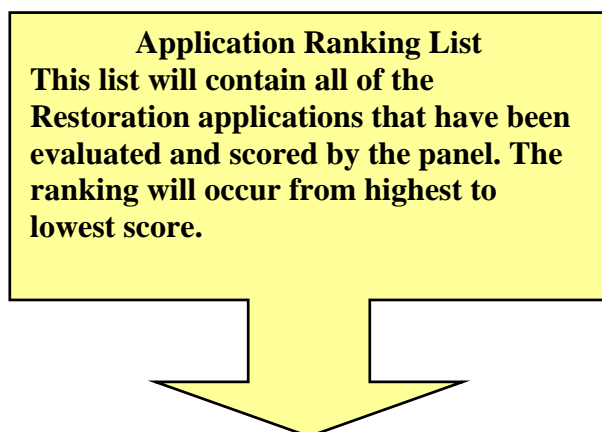 Application Ranking List
This list will contain all of the
Restoration applications that have been
evaluated and scored by the panel. The
ranking will occur from highest to
lowest score.